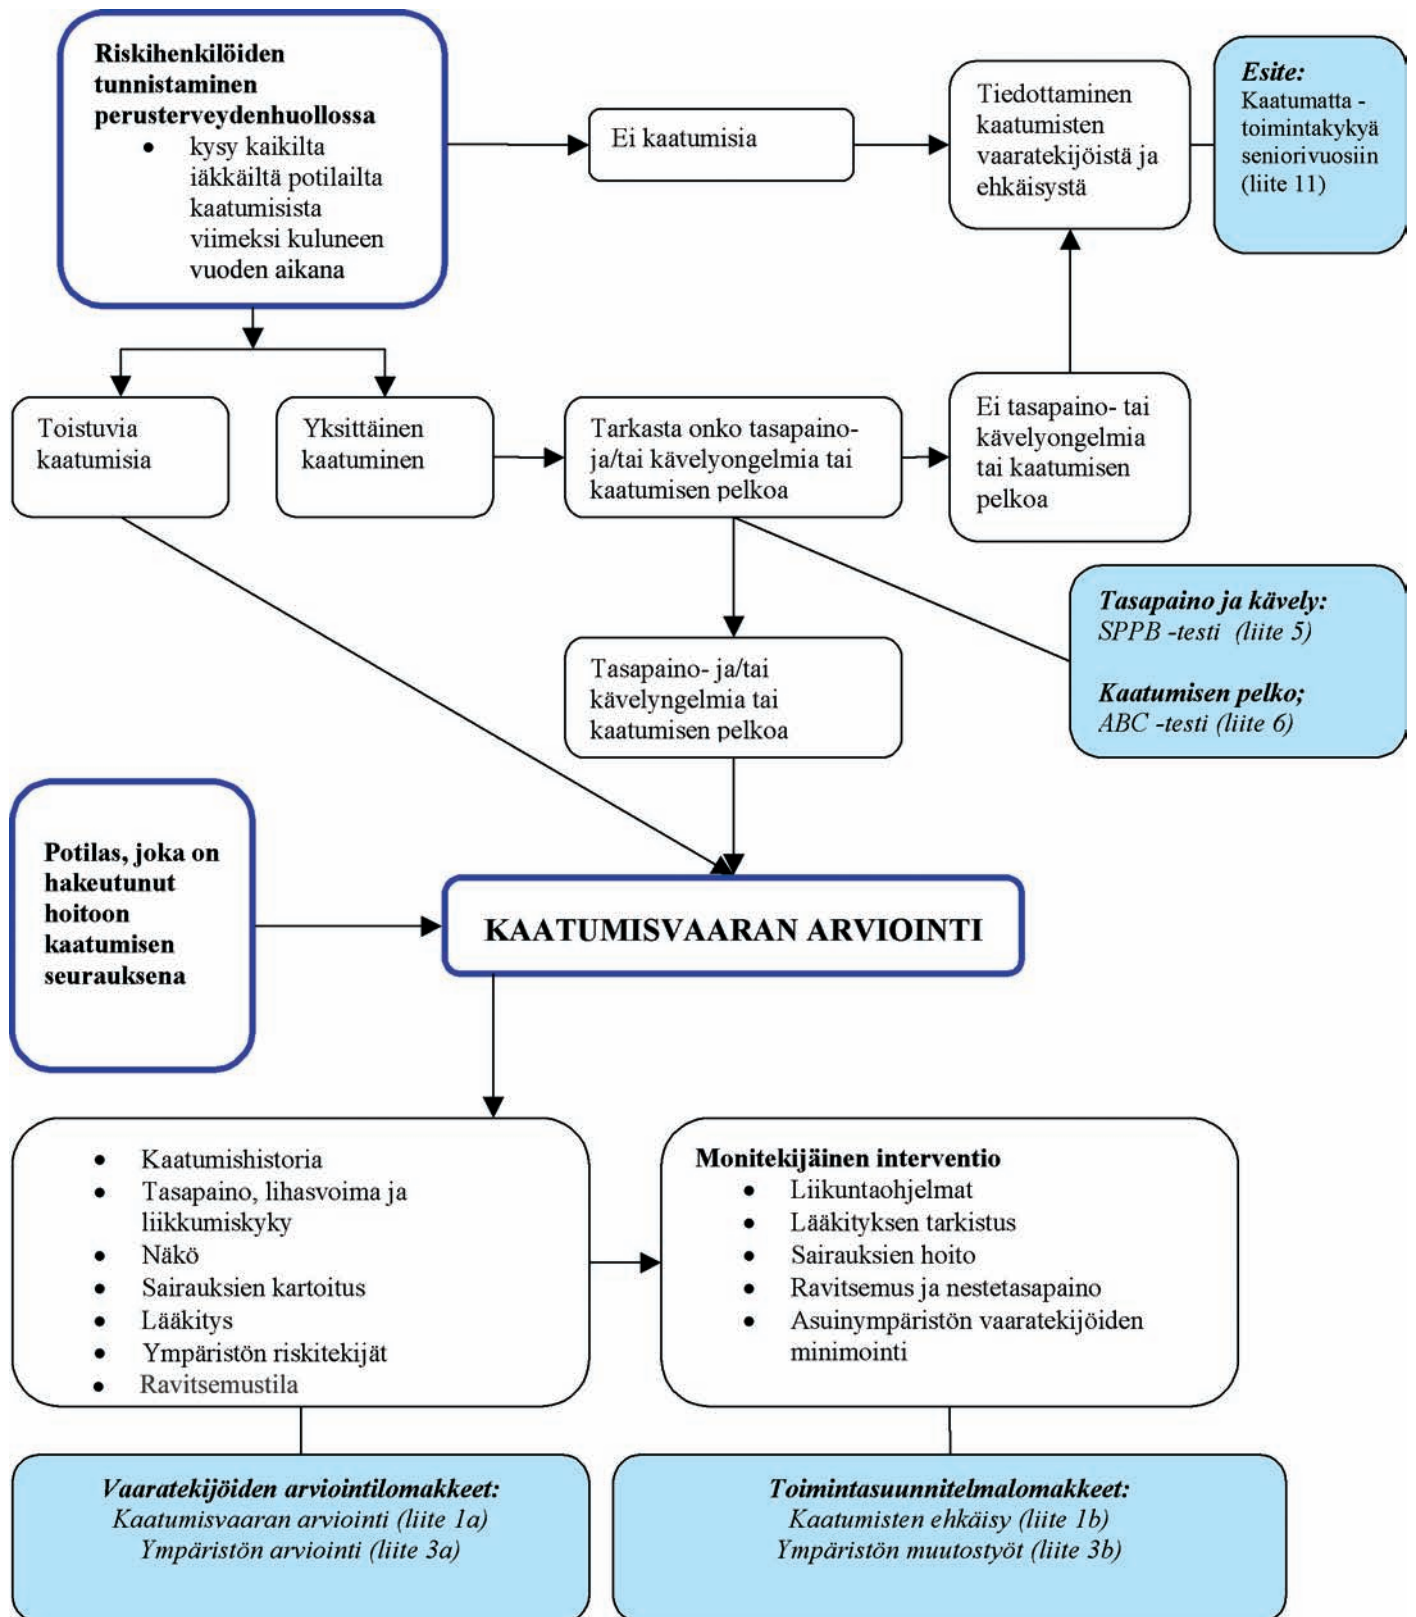 Riskihenkilöiden
tunnistaminen
perusterveydenhuollossa
• kysy kaikilta
iäkkäiltä potilailta
kaatumisista
viimeksi kuluneen
vuoden aikana
Ei kaatumisia
Tiedottaminen
kaatumisten
vaaratekijöistä ja
ehkäisystä
Esite:
Kaatumatta -
toimintakykyä
seniorivuosiin
(liite 11)
Toistuvia
kaatumisia
Yksittäinen
kaatuminen
Tarkasta onko tasapaino-
ja/tai kävelyongelmia tai
kaatumisen pelkoa
Ei tasapaino- tai
kävelyongelmia
tai kaatumisen
pelkoa
Tasapaino ja kävely:
SPPB -testi (liite 5)
Kaatumisen pelko;
ABC -testi (liite 6)
Tasapaino- ja/tai
kävelyngelmia tai
kaatumisen pelkoa
Potilas, joka on
hakeutunut
hoitoon
kaatumisen
seurauksena
KAATUMISVAARAN ARVIOINTI
• Kaatumishistoria
• Tasapaino, lihasvoima ja
liikkumiskyky
• Näkö
• Sairauksien kartoitus
• Lääkitys
• Ympäristön riskitekijät
• Ravitsemustila
Monitekijäinen interventio
• Liikuntaohjelmat
• Lääkityksen tarkistus
• Sairauksien hoito
• Ravitsemus ja nestetasapaino
• Asuinympäristön vaaratekijöiden
minimointi
Vaaratekijöiden arviointilomakkeet:
Kaatumisvaaran arviointi (liite 1a)
Ympäristön arviointi (liite 3a)
Toimintasuunnitelmalomakkeet:
Kaatumisten ehkäisy (liite 1b)
Ympäristön muutostyöt (liite 3b)